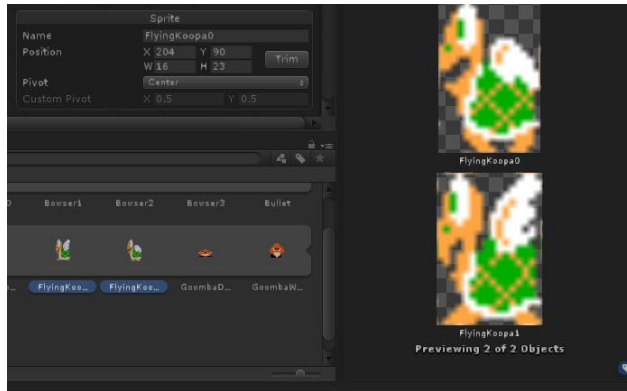 Sprite
Name FlyingKoopa0
Position X 204 Y 90
W 16 H 23
Trim
Pivot Center
Custom Pivot X 0.5 Y 0.5
Bowser1 Bowser2 Bowser3 Bullet
FlyingKoo... FlyingKoo... GoombaD... GoombaW...
FlyingKoopa0
FlyingKoopa1
Previewing 2 of 2 Objects